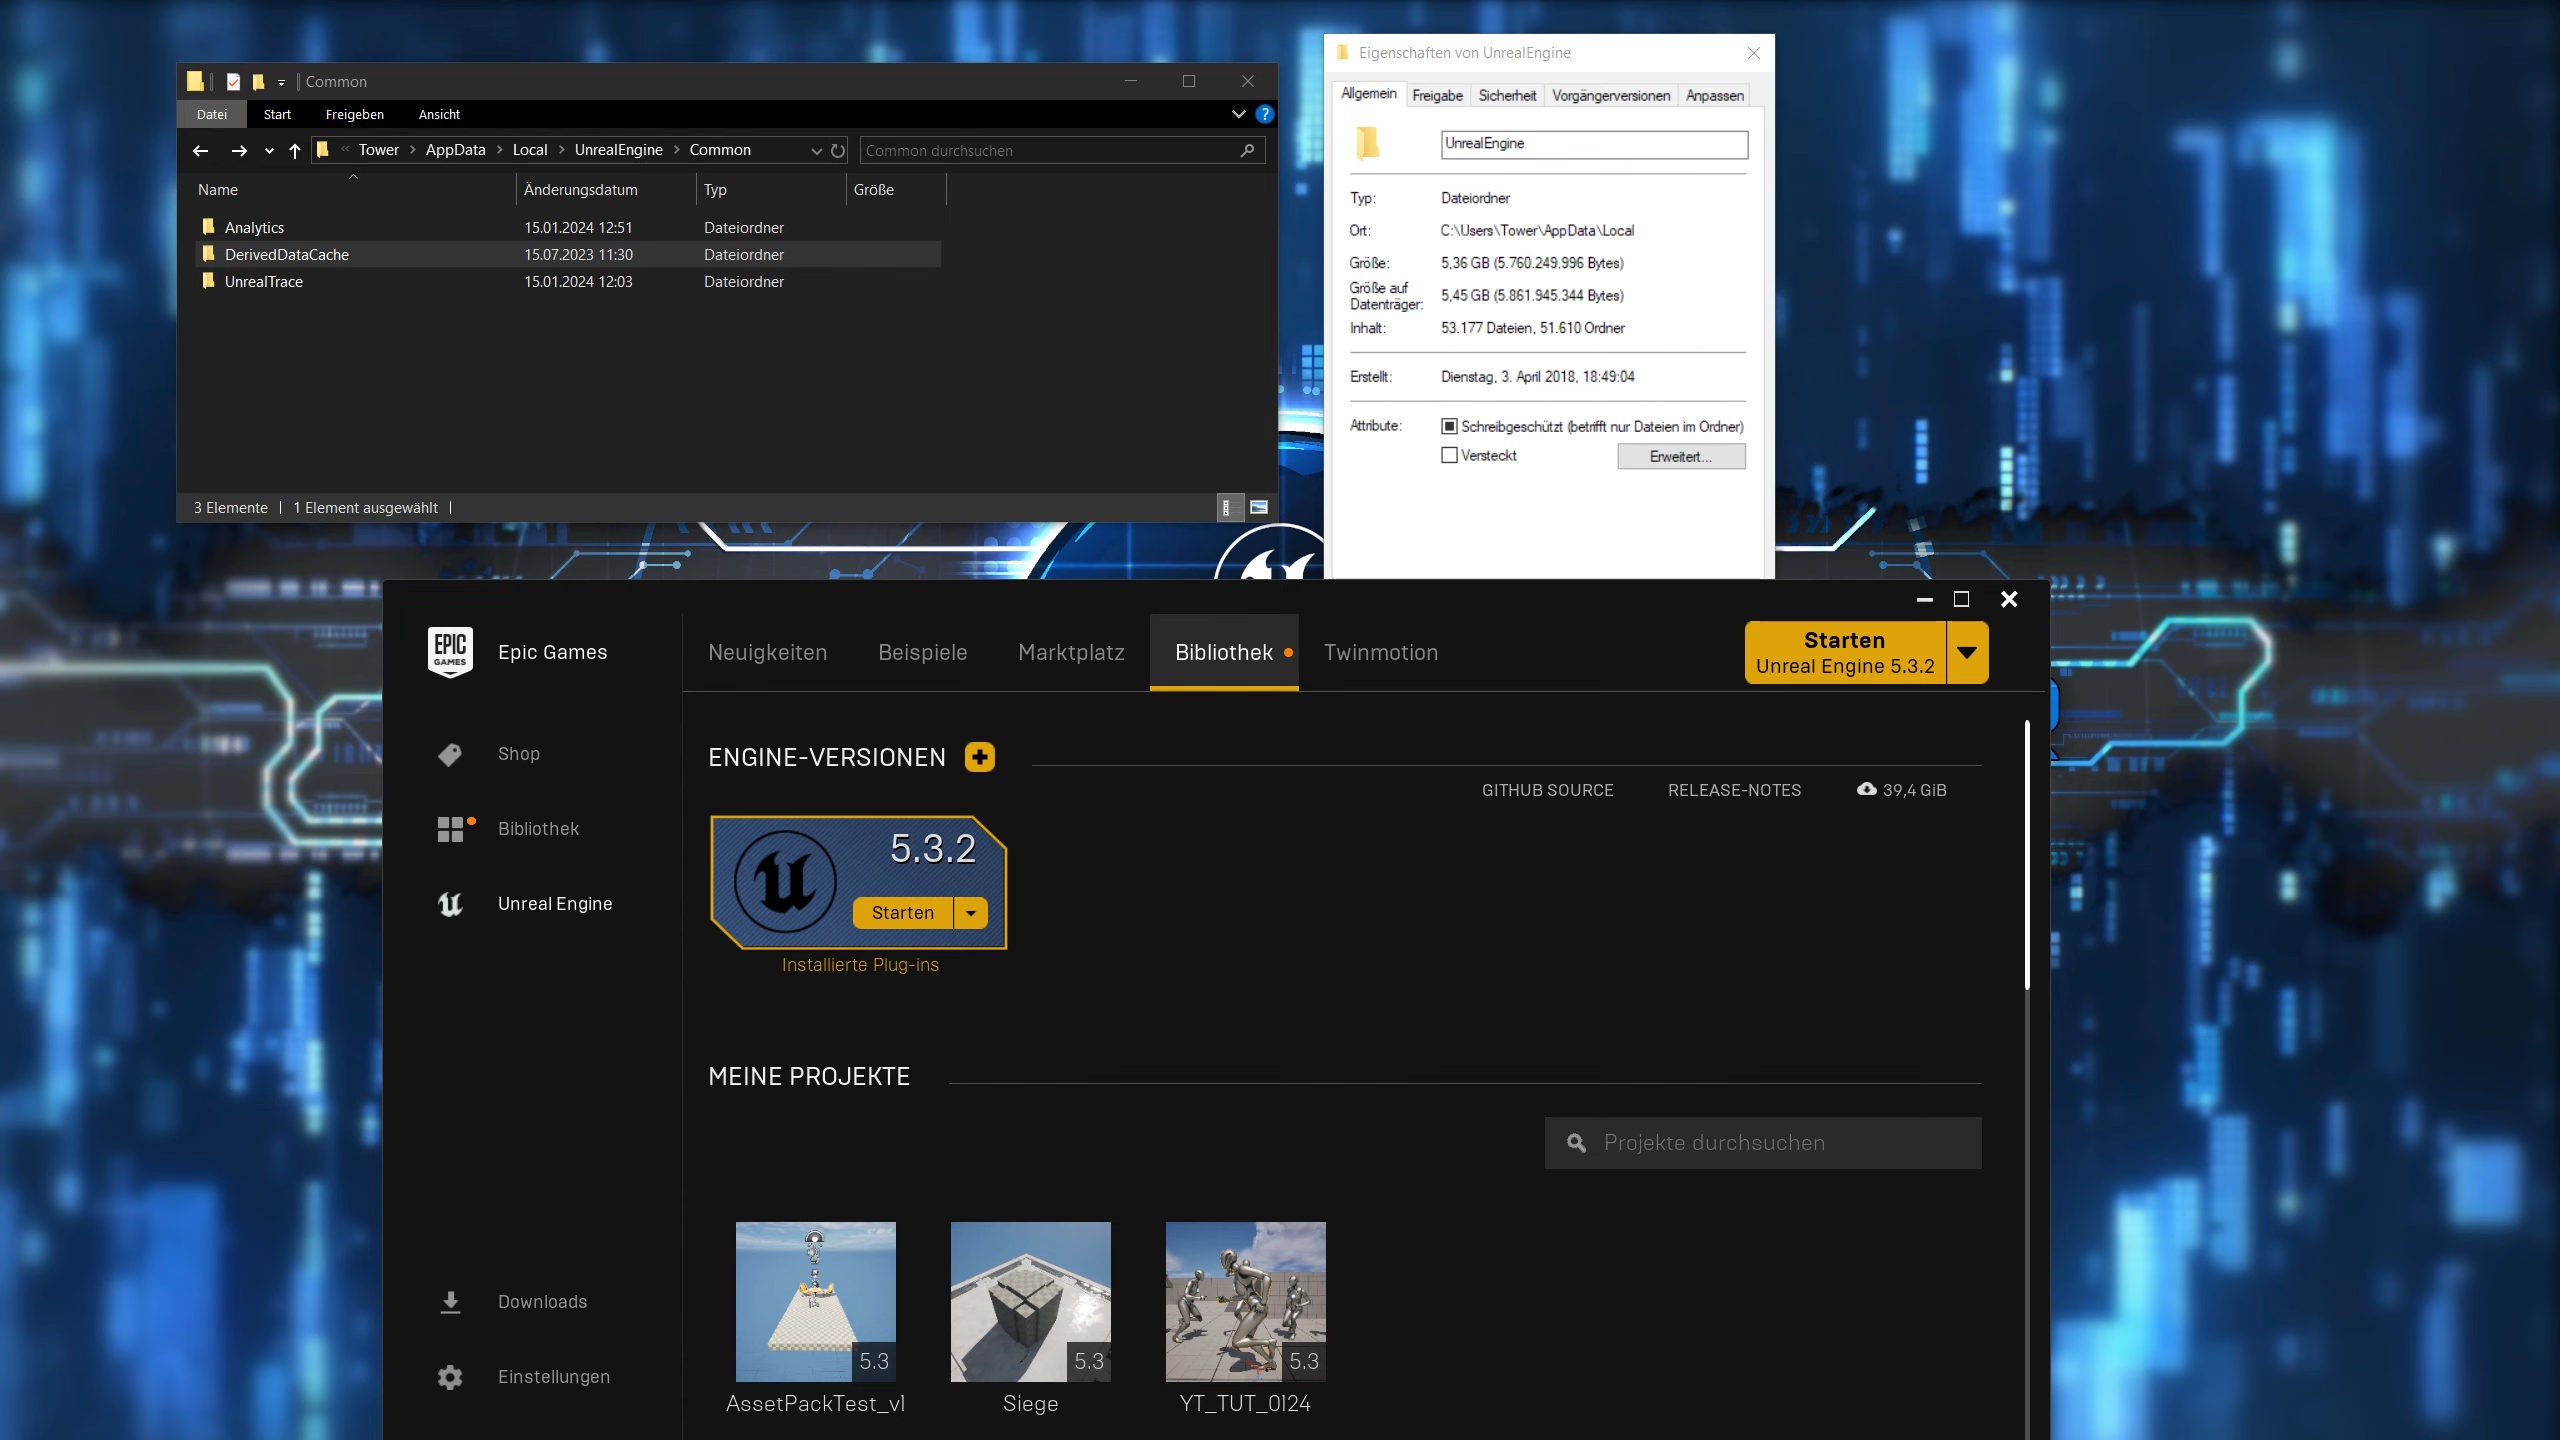 Common
Datei
Start
Freigeben
Ansicht
Tower
AppData
Local
UnrealEngine
Common
Common durchsuchen
Name
Änderungsdatum
Typ
Größe
Analytics
15.01.2024 12:51
Dateiordner
DerivedDataCache
15.07.2023 11:30
Dateiordner
UnrealTrace
15.01.2024 12:03
Dateiordner
3 Elemente
1 Element ausgewählt
Eigenschaften von UnrealEngine
Allgemein
Freigabe
Sicherheit
Vorgängerversionen
Anpassen
UnrealEngine
Typ:
Dateiordner
Ort:
C:\Users\Tower\AppData\Local
Größe:
5,36 GB (5.760.249.996 Bytes)
Größe auf
Datenträger:
5,45 GB (5.861.945.344 Bytes)
Inhalt:
53.177 Dateien, 51.610 Ordner
Erstellt:
Dienstag, 3. April 2018, 18:49:04
Attribute:
Schreibgeschützt (betrifft nur Dateien im Ordner)
Versteckt
Erweitert...
EPIC
GAMES
Epic Games
Neuigkeiten
Beispiele
Marktplatz
Bibliothek
Twinmotion
Starten
Unreal Engine 5.3.2
Shop
Bibliothek
Unreal Engine
Downloads
Einstellungen
ENGINE-VERSIONEN
GITHUB SOURCE
RELEASE-NOTES
39,4 GiB
5.3.2
Starten
Installierte Plug-ins
MEINE PROJEKTE
Projekte durchsuchen
5.3
5.3
5.3
AssetPackTest_v1
Siege
YT_TUT_0124